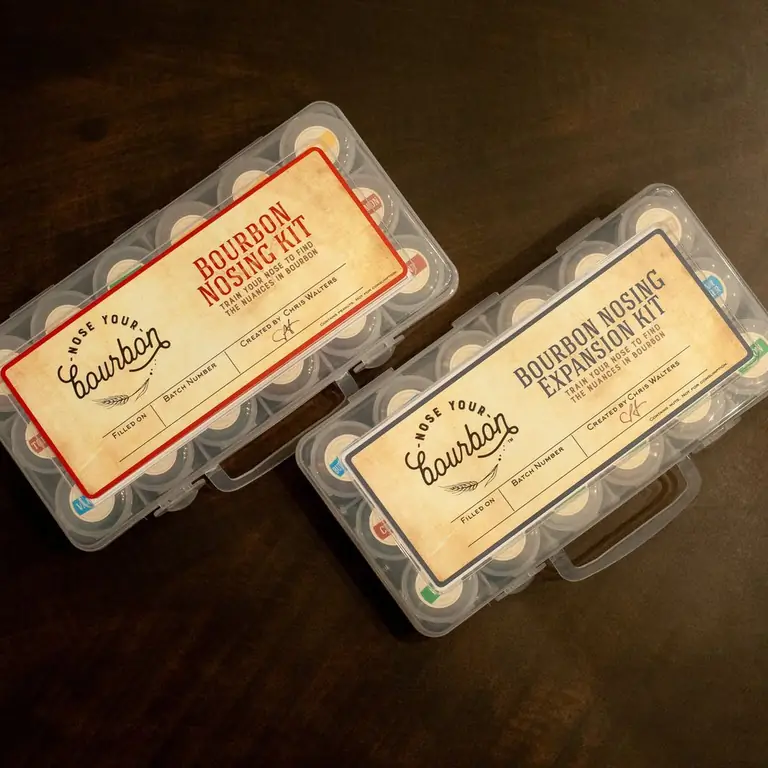 BOURBON
NOSING KIT
TRAIN YOUR NOSE TO FIND
THE NUANCES IN BOURBON
NOSE YOUR
bourbon
FILLED ON
BATCH NUMBER
CREATED BY CHRIS WALTERS
BOURBON NOSING
EXPANSION KIT
TRAIN YOUR NOSE TO FIND
THE NUANCES IN BOURBON
NOSE YOUR
bourbon™
FILLED ON
BATCH NUMBER
CREATED BY CHRIS WALTERS